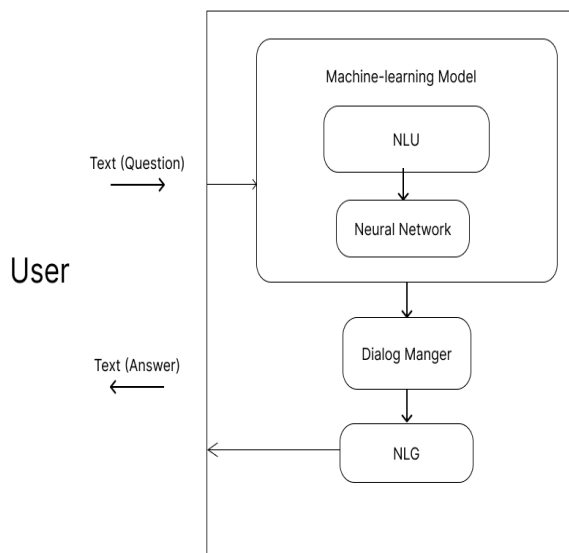 Machine-learning Model
NLU
Text (Question)
Neural Network
User
Dialog Manger
Text (Answer)
NLG